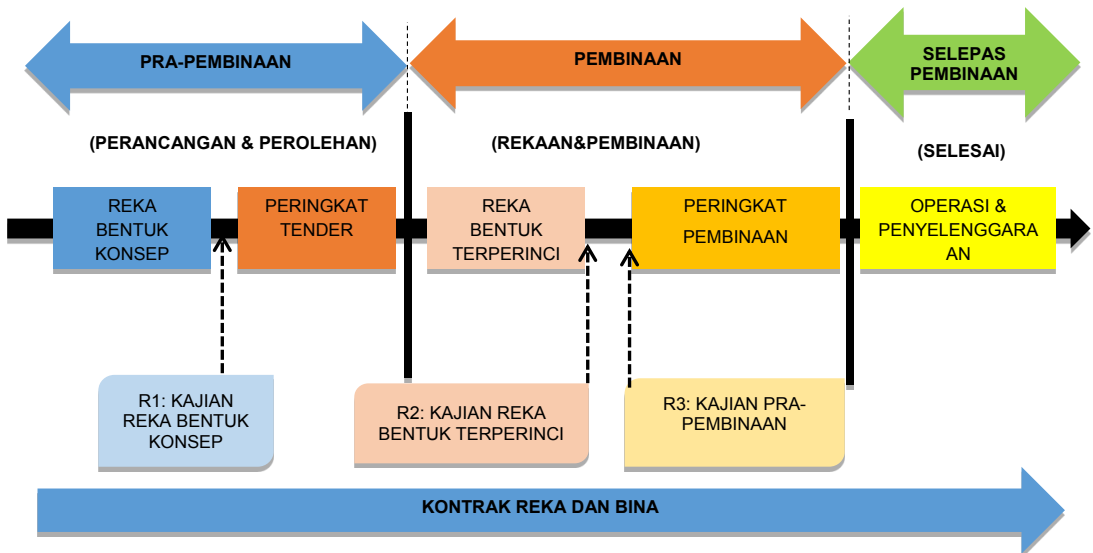 PRA-PEMBINAAN
PEMBINAAN
SELEPAS
PEMBINAAN
(PERANCANGAN & PEROLEHAN)
(REKAAN&PEMBINAAN)
(SELESAI)
REKA
BENTUK
KONSEP
PERINGKAT
TENDER
REKA
BENTUK
TERPERINCI
PERINGKAT
PEMBINAAN
OPERASI &
PENYELENGGARA
AN
R1: KAJIAN
REKA BENTUK
KONSEP
R2: KAJIAN REKA
BENTUK TERPERINCI
R3: KAJIAN PRA-
PEMBINAAN
KONTRAK REKA DAN BINA